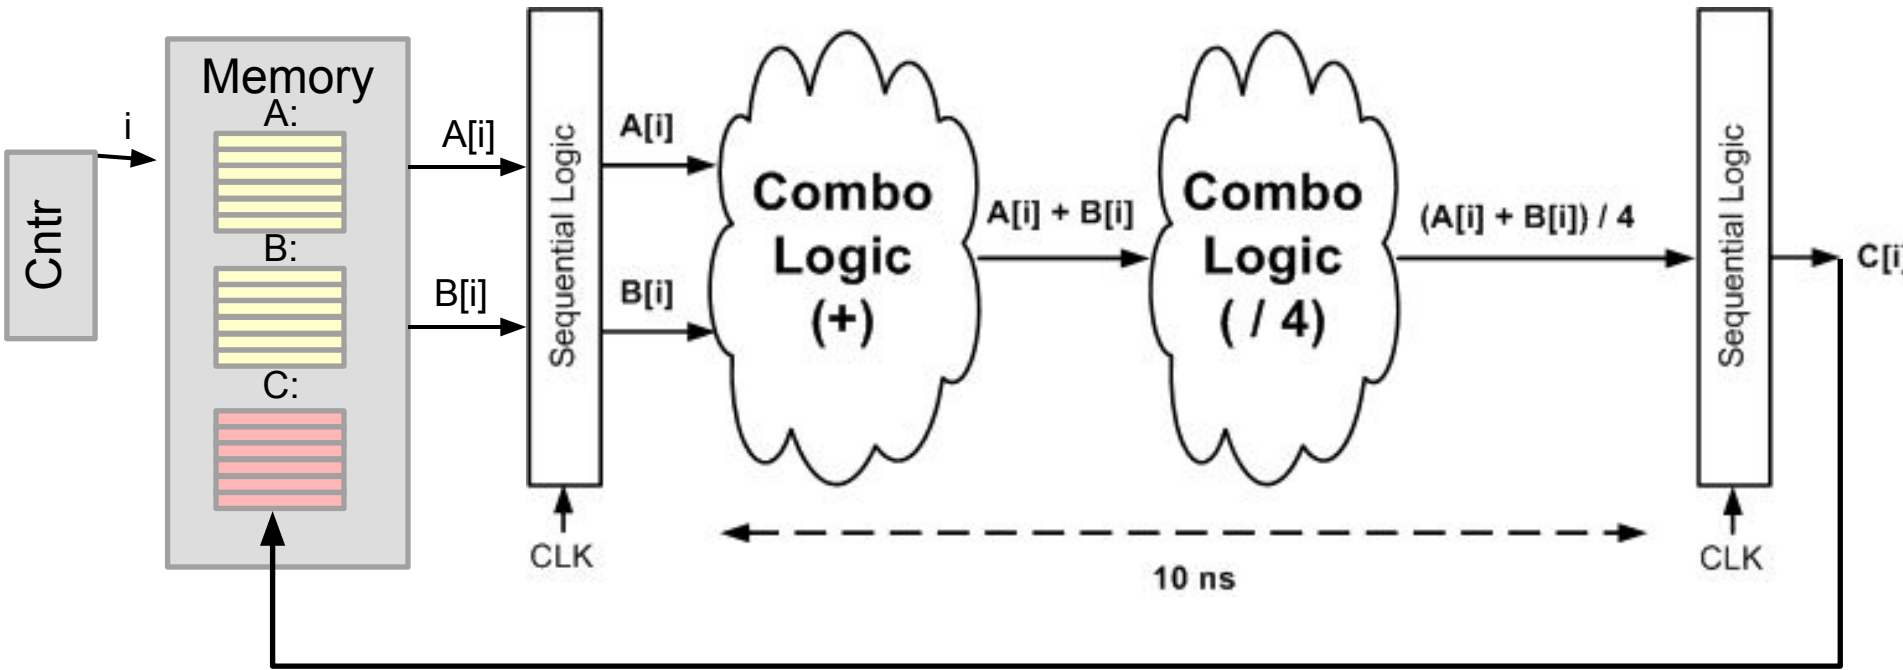 Cntr
i
Memory
A:
B:
C:
A[i]
B[i]
Sequential Logic
CLK
A[i]
B[i]
Combo
Logic
(+)
A[i] + B[i]
Combo
Logic
( / 4)
(A[i] + B[i]) / 4
10 ns
Sequential Logic
CLK
C[i]